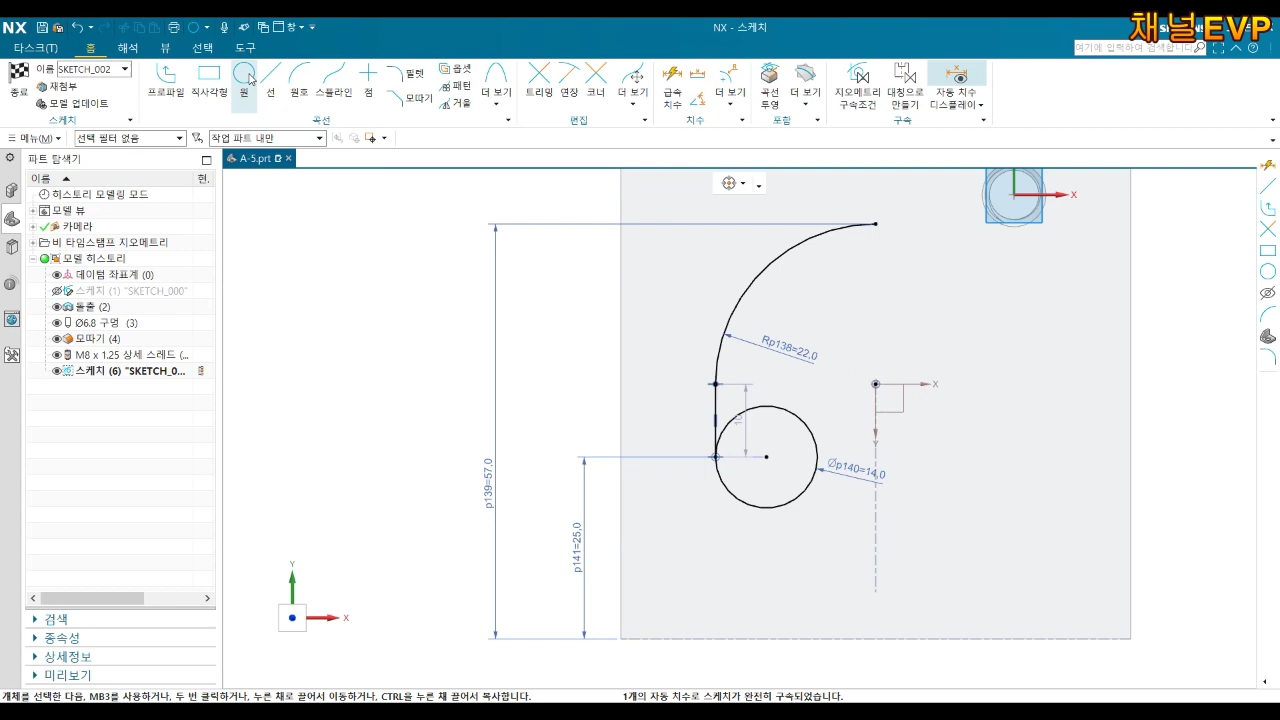 채널EVP
NX
창
NX - 스케치
타스크(T)
홈
해석
뷰
선택
도구
여기에 입력하여 검색합니다
종료
이름
SKETCH_002
재첨부
모델 업데이트
프로파일
직사각형
원
선
원호
스플라인
점
필렛
모따기
옵셋
패턴
거울
더 보기
트리밍
연장
코너
더 보기
급속 치수
더 보기
곡선 투영
더 보기
지오메트리 구속조건
대칭으로 만들기
자동 치수 디스플레이
스케치
곡선
편집
치수
포함
구속
메뉴(M)
선택 필터 없음
작업 파트 내만
파트 탐색기
A-5.prt
이름
현.
히스토리 모델링 모드
모델 뷰
카메라
비 타임스탬프 지오메트리
모델 히스토리
데이텀 좌표계 (0)
스케치 (1) "SKETCH_000"
돌출 (2)
Ø6.8 구멍 (3)
모따기 (4)
M8 x 1.25 상세 스레드 (...
스케치 (6) "SKETCH_0...
검색
종속성
상세정보
미리보기
X
Rp138=22,0
X
Y
10
p139=57,0
Øp140=14,0
p141=25,0
Y
X
개체를 선택한 다음, MB3를 사용하거나, 두 번 클릭하거나, 누른 채로 끌어서 이동하거나, CTRL을 누른 채 끌어서 복사합니다.
1개의 자동 치수로 스케치가 완전히 구속되었습니다.